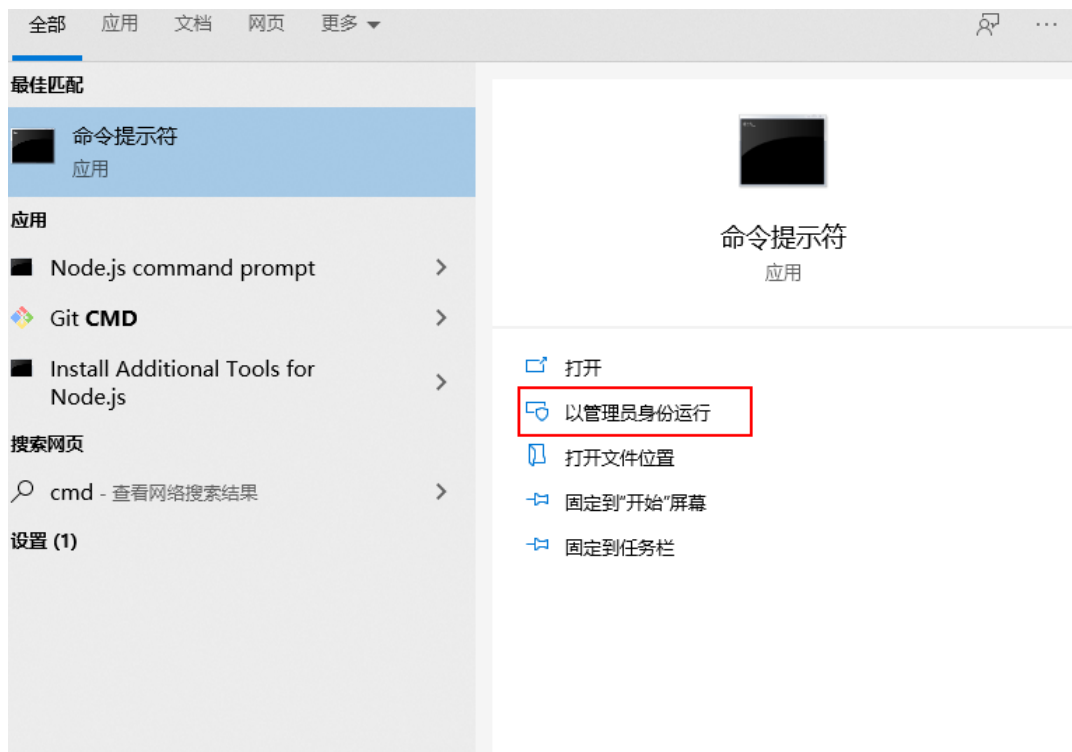 全部 应用 文档 网页 更多
最佳匹配
命令提示符
应用
应用
Node.js command prompt
Git CMD
Install Additional Tools for
Node.js
搜索网页
cmd - 查看网络搜索结果
设置 (1)
命令提示符
应用
打开
以管理员身份运行
打开文件位置
固定到“开始”屏幕
固定到任务栏